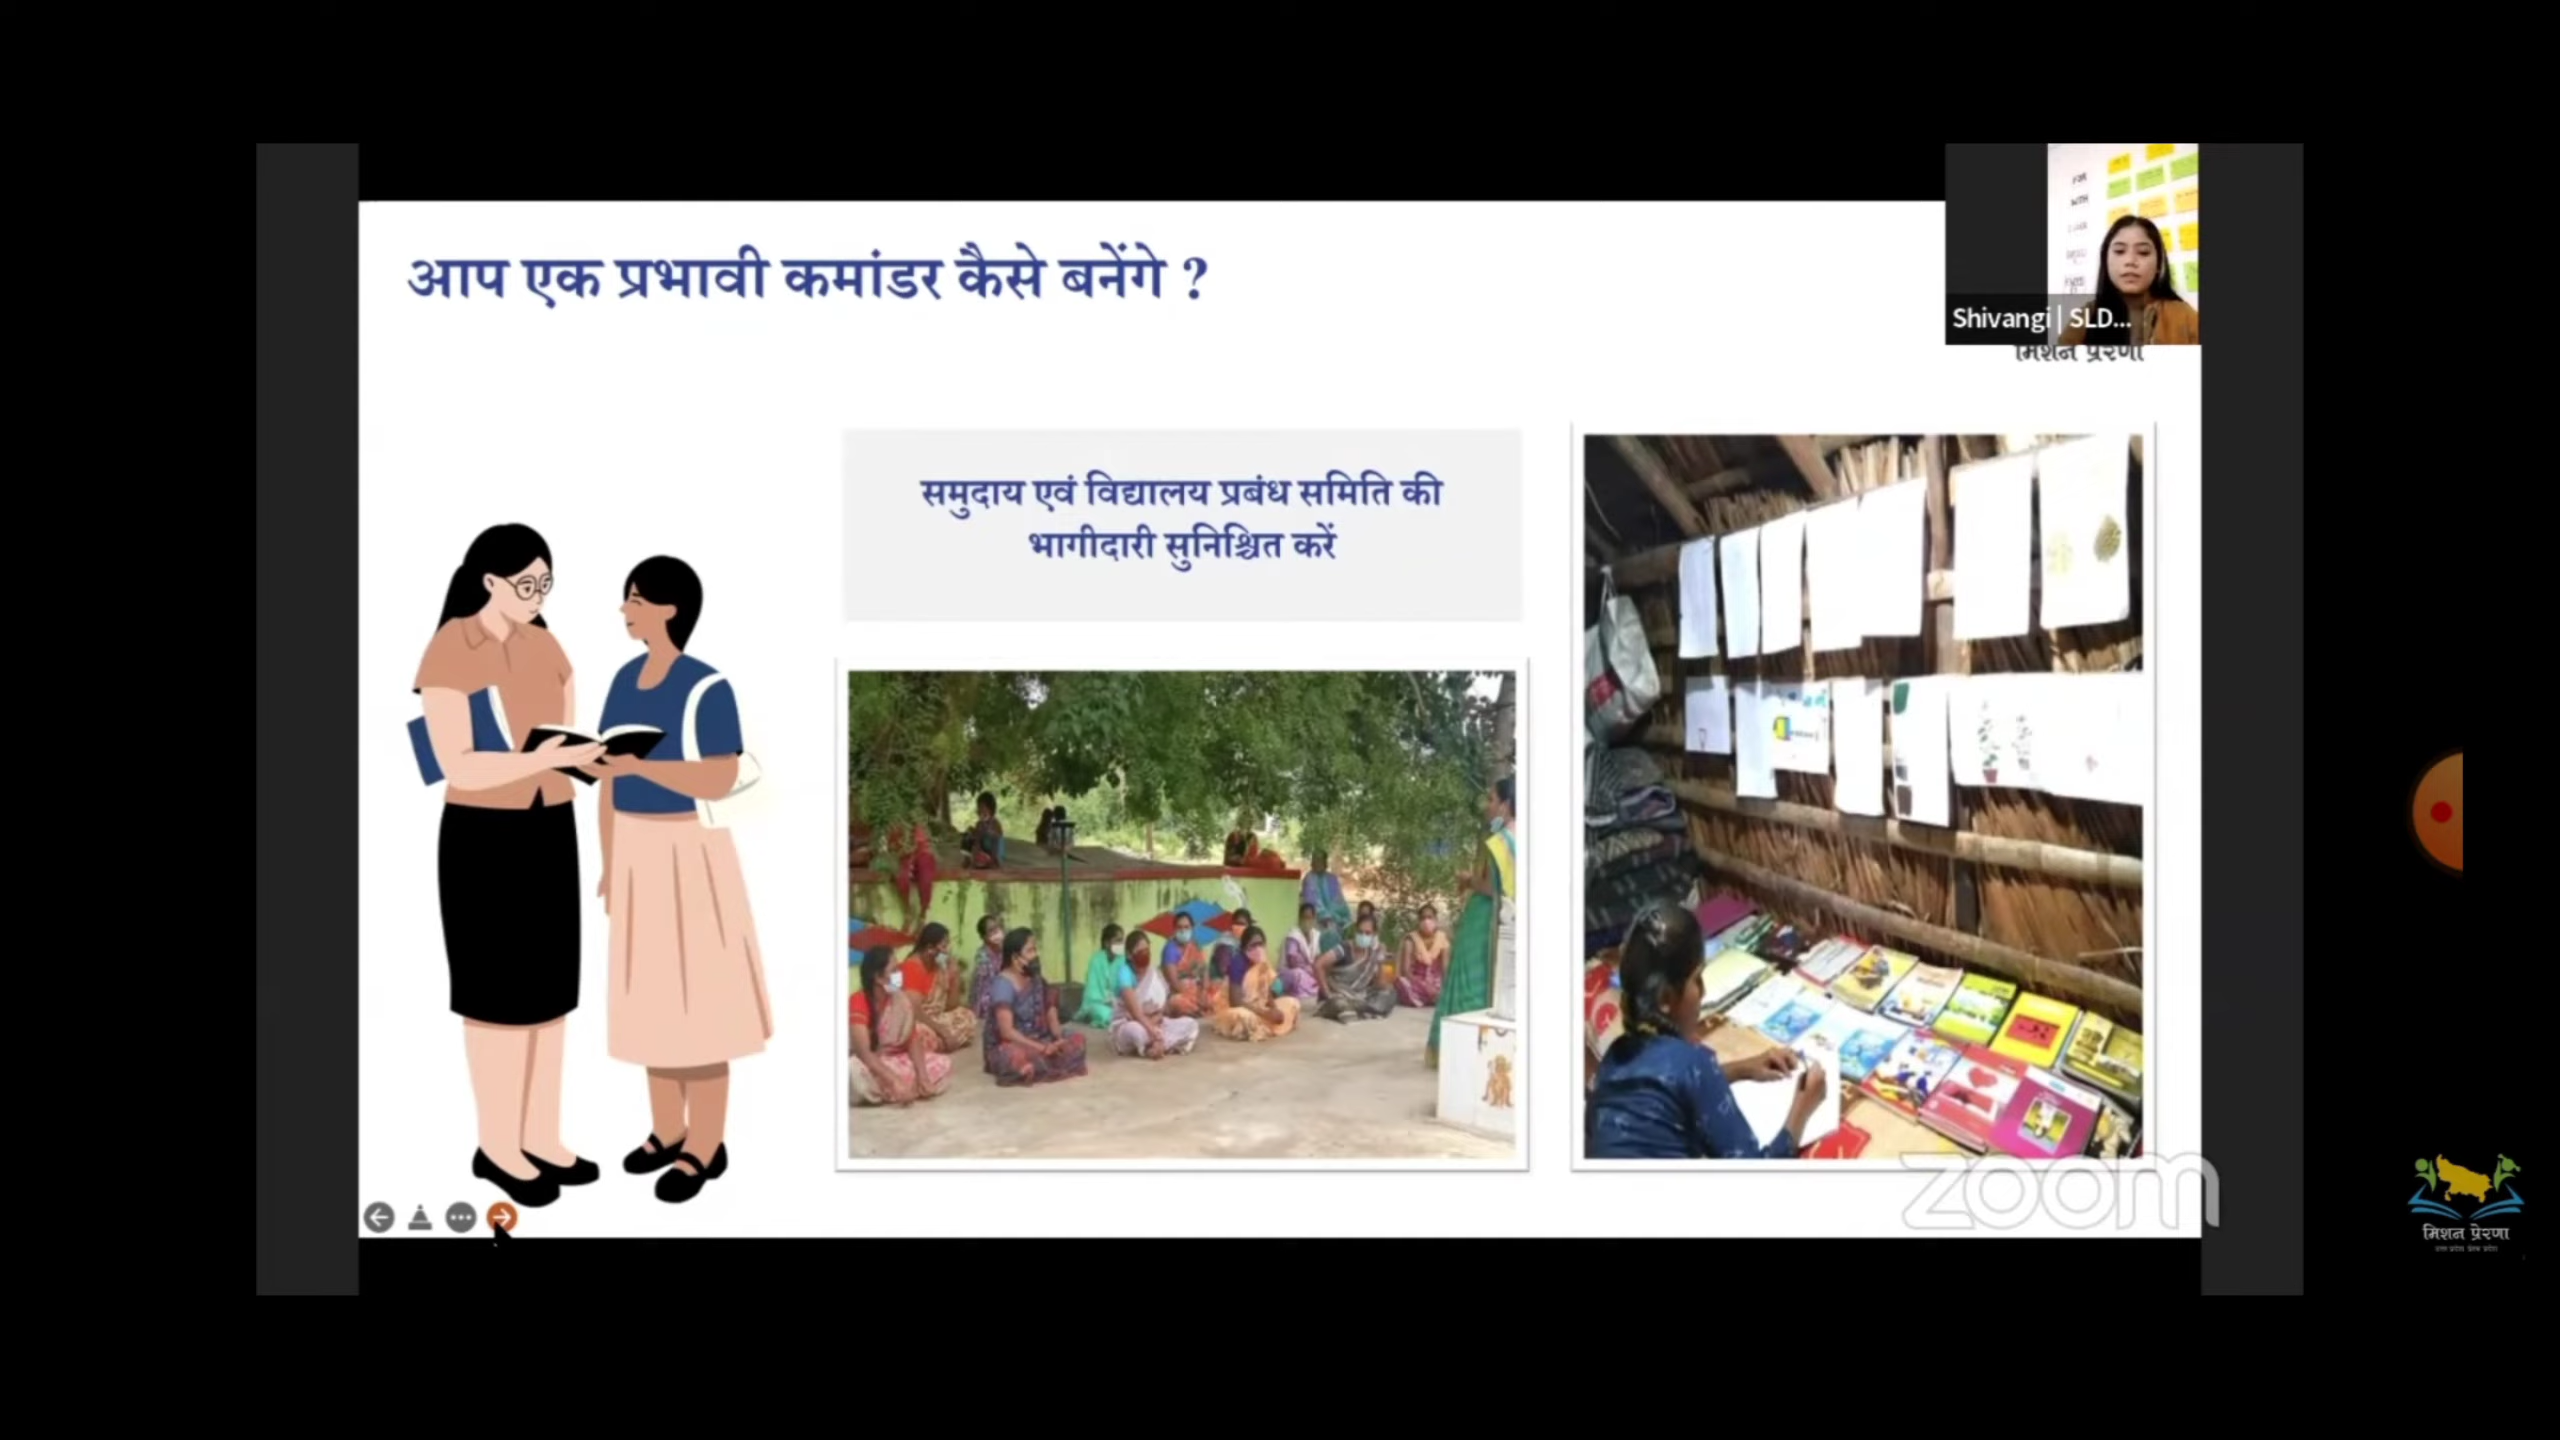 आप एक प्रभावी कमांडर कैसे बनेंगे ?
Shivangi | SLD...
मिशन प्रेरणा
समुदाय एवं विद्यालय प्रबंध समिति की
भागीदारी सुनिश्चित करें
zoom
मिशन प्रेरणा